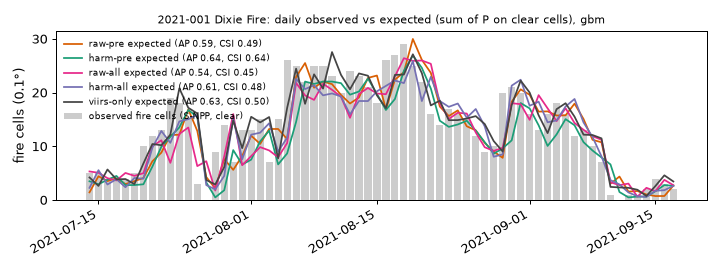 2021-001 Dixie Fire: daily observed vs expected (sum of P on clear cells), gbm
raw-pre expected (AP 0.59, CSI 0.49)
harm-pre expected (AP 0.64, CSI 0.64)
raw-all expected (AP 0.54, CSI 0.45)
harm-all expected (AP 0.61, CSI 0.48)
viirs-only expected (AP 0.63, CSI 0.50)
observed fire cells (SNPP, clear)
fire cells (0.1°)
30
20
10
0
2021-07-15
2021-08-01
2021-08-15
2021-09-01
2021-09-15